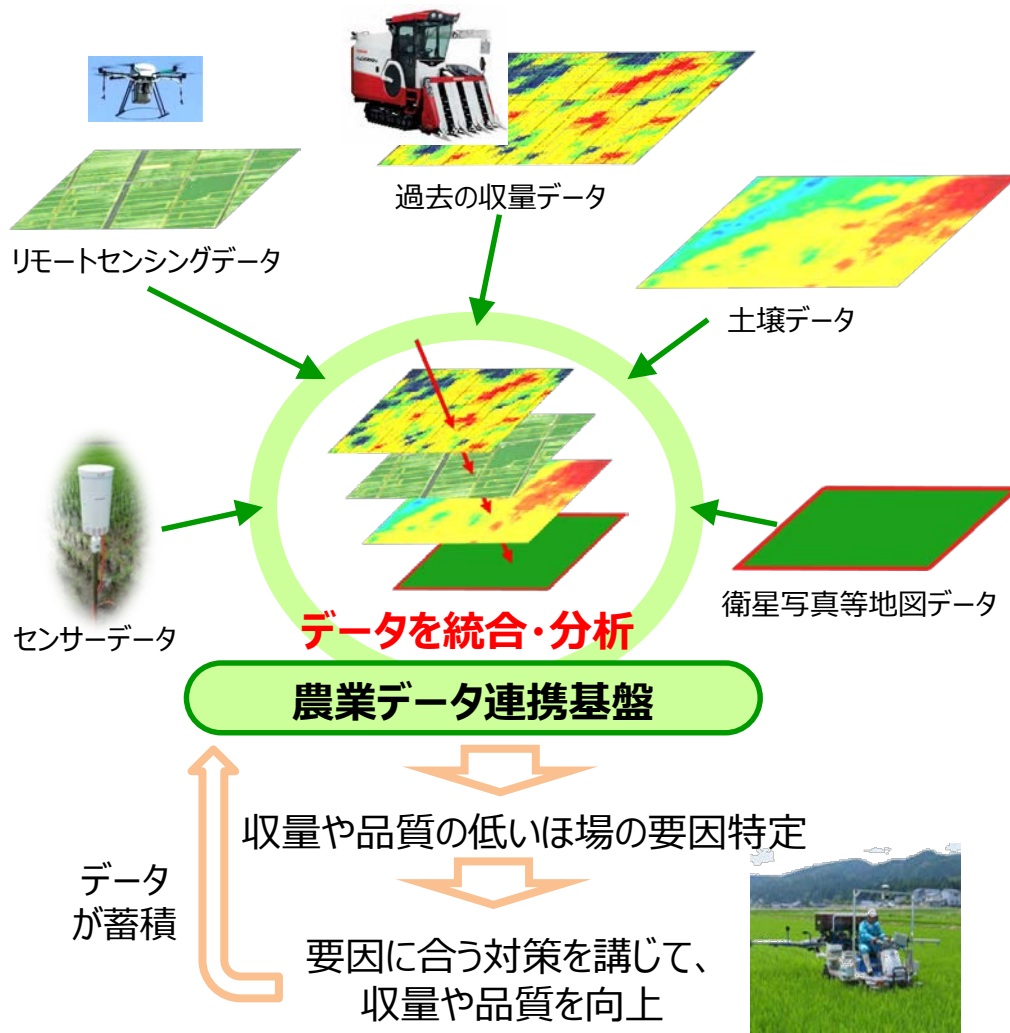 過去の収量データ
リモートセンシングデータ
土壌データ
センサーデータ
衛星写真等地図データ
データを統合・分析
農業データ連携基盤
収量や品質の低いほ場の要因特定
データ
が蓄積
要因に合う対策を講じて、
収量や品質を向上